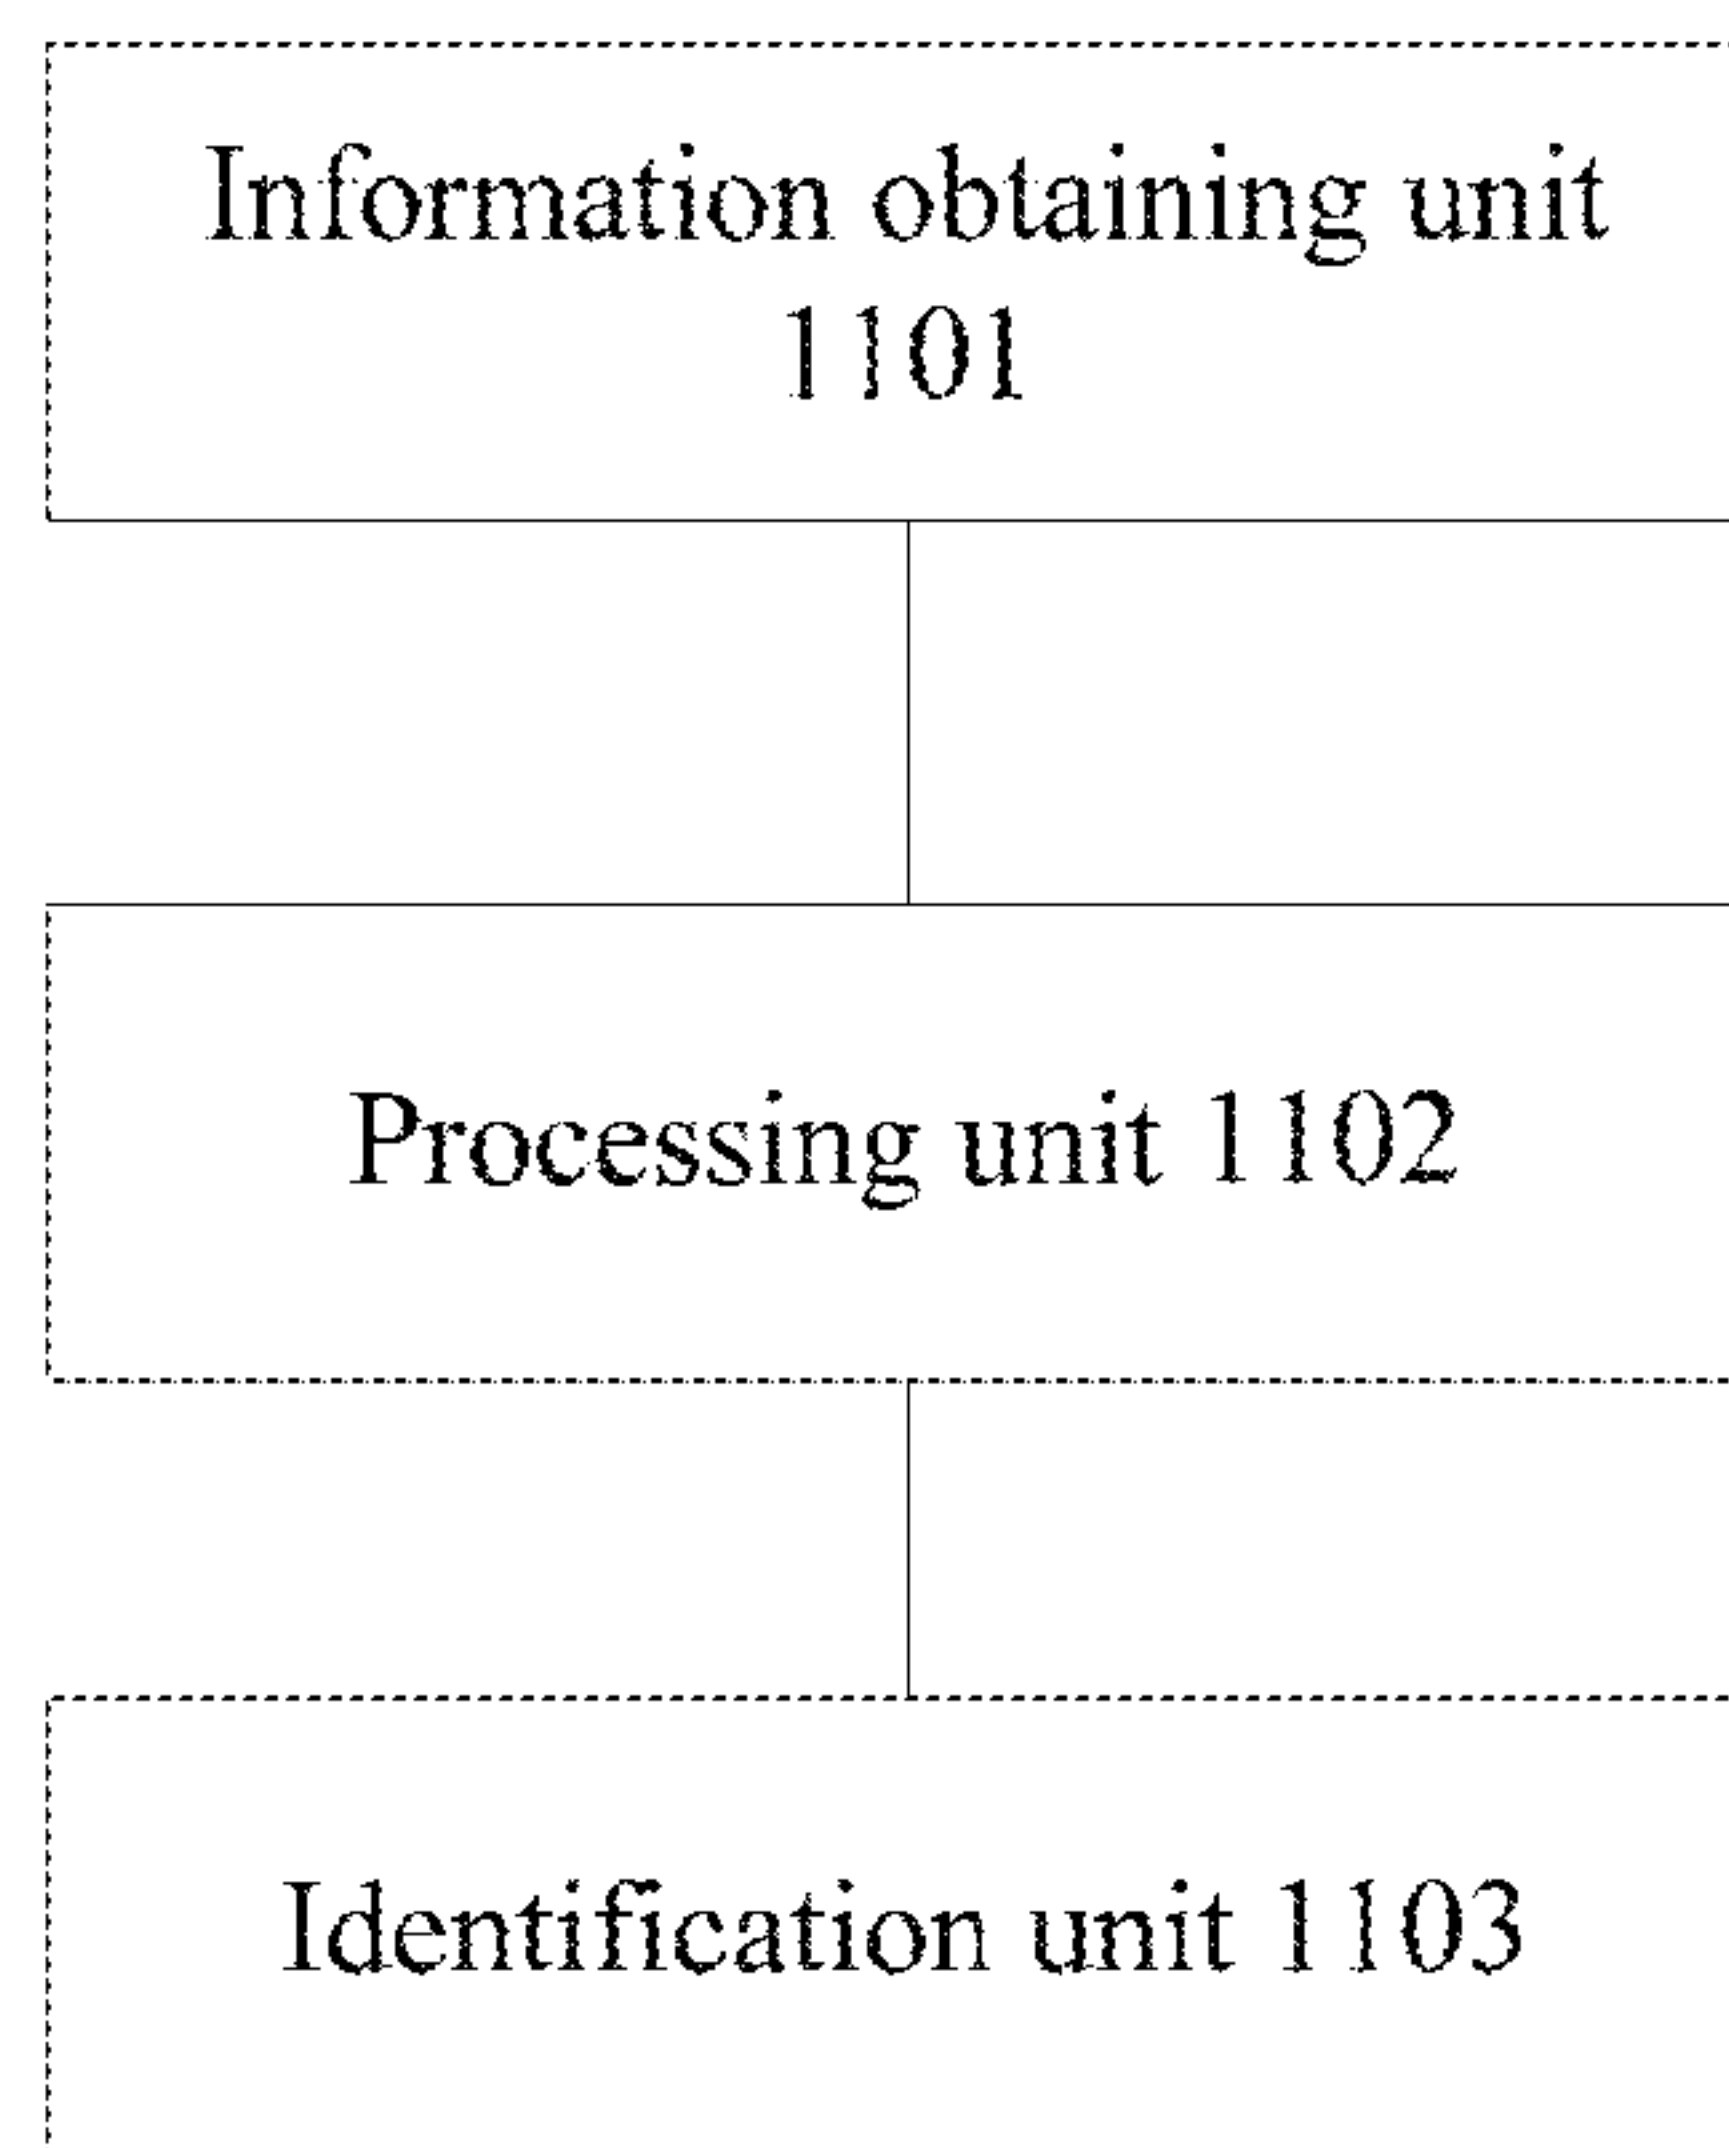 Information obtaining unit
1101
Processing unit 1102
Identification unit 1103